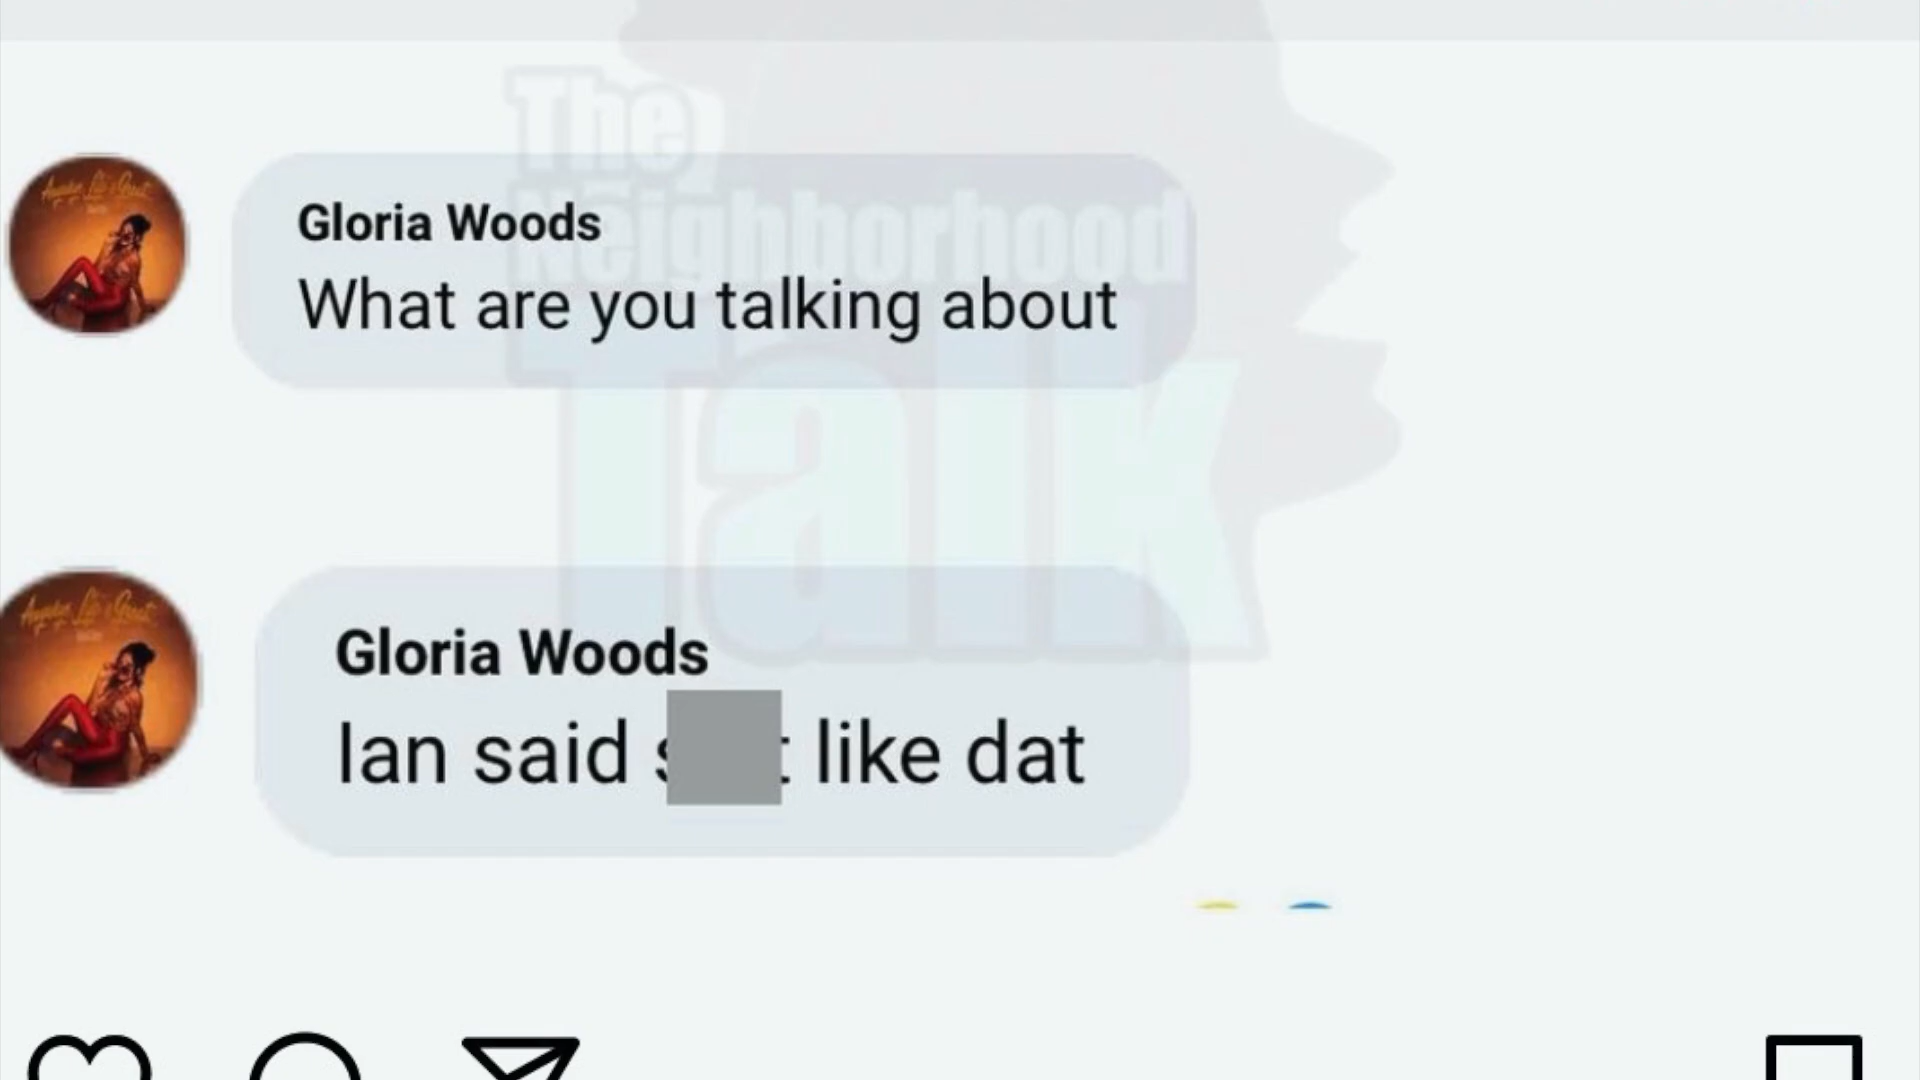 The
Neighborhood
Talk
Gloria Woods
What are you talking about
Gloria Woods
Ian said s t like dat